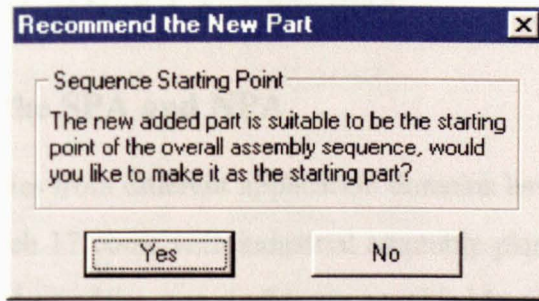 Recommend the New Part
Sequence Starting Point
The new added part is suitable to be the starting
point of the overall assembly sequence, would
you like to make it as the starting part?
Yes
No